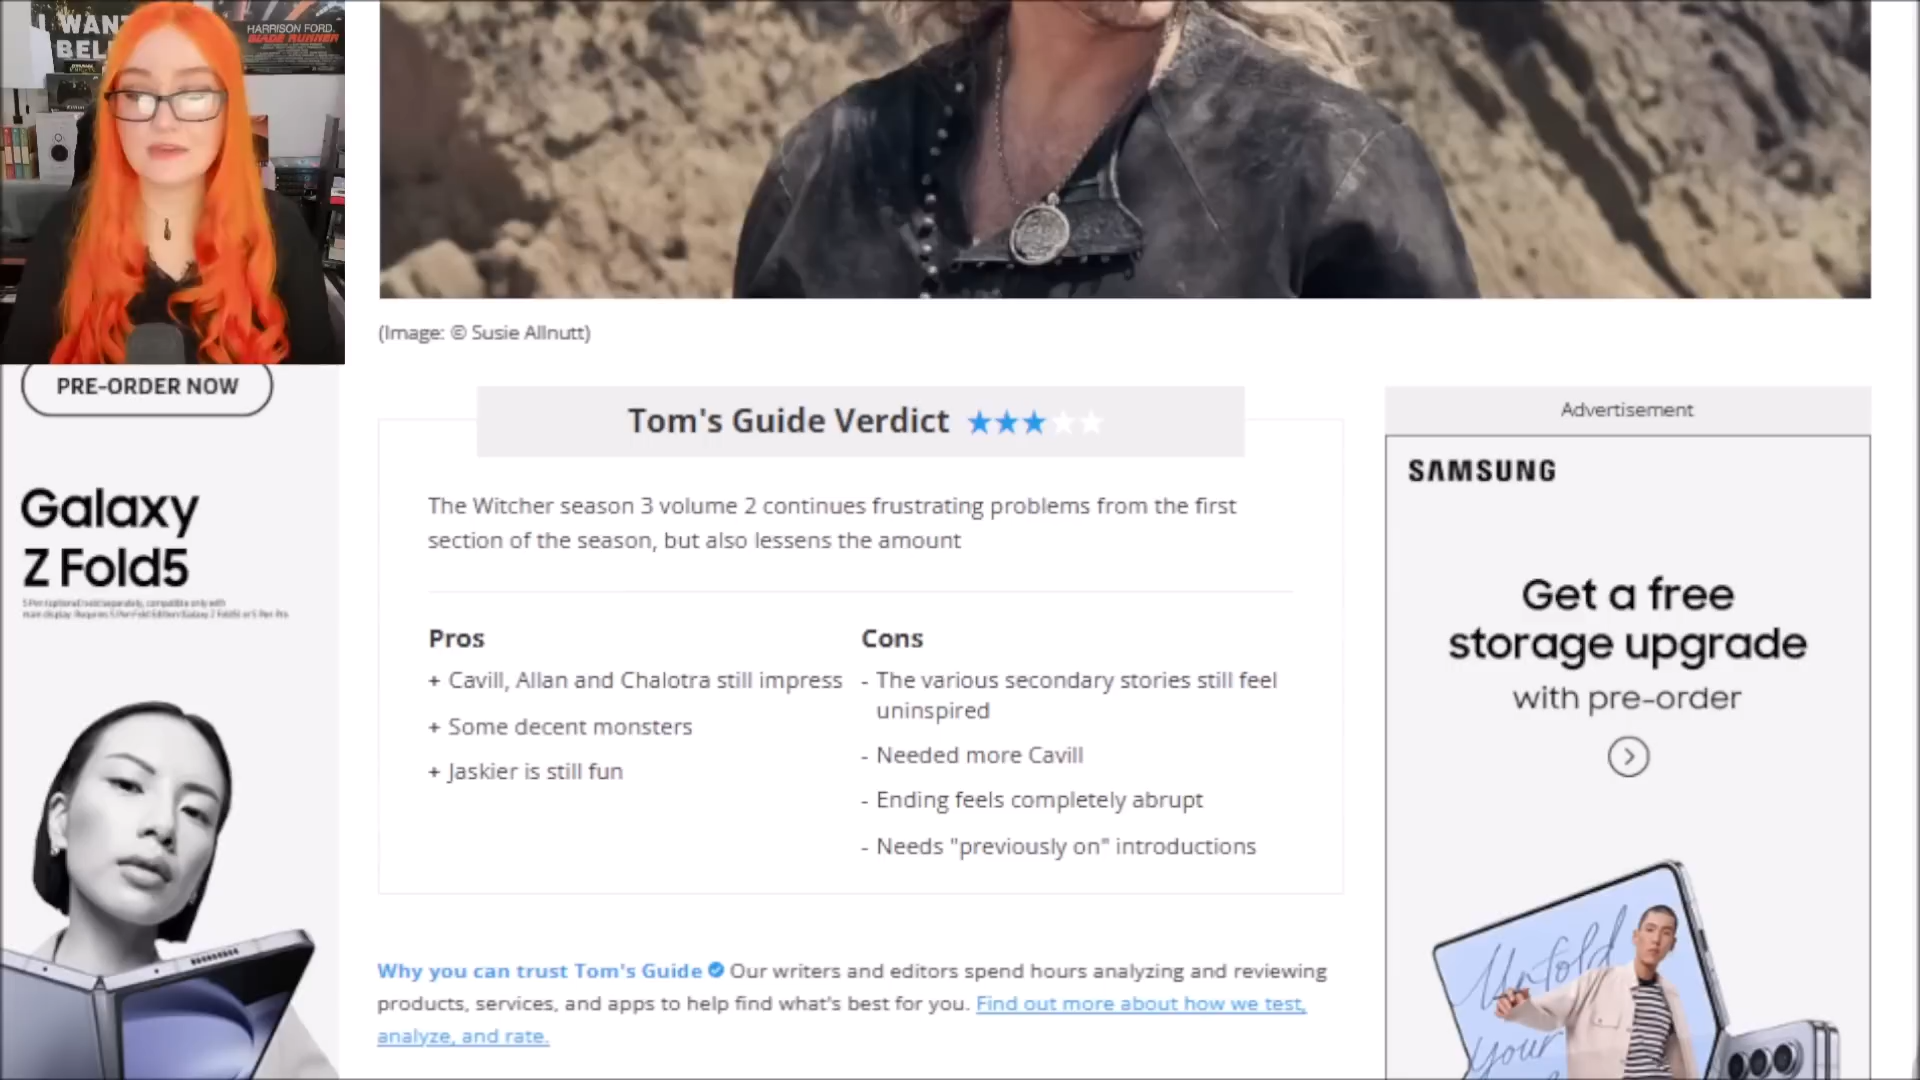 I WANT
BEL
HARRISON FORD.
BLADE RUNNER
(Image: © Susie Allnutt)
PRE-ORDER NOW
Galaxy
Z Fold5
Tom's Guide Verdict
The Witcher season 3 volume 2 continues frustrating problems from the first
section of the season, but also lessens the amount
Pros
+ Cavill, Allan and Chalotra still impress
+ Some decent monsters
+ Jaskier is still fun
Cons
- The various secondary stories still feel
uninspired
- Needed more Cavill
- Ending feels completely abrupt
- Needs "previously on" introductions
Why you can trust Tom's Guide Our writers and editors spend hours analyzing and reviewing
products, services, and apps to help find what's best for you. Find out more about how we test,
analyze, and rate.
Advertisement
SAMSUNG
Get a free
storage upgrade
with pre-order
Unfold
Your